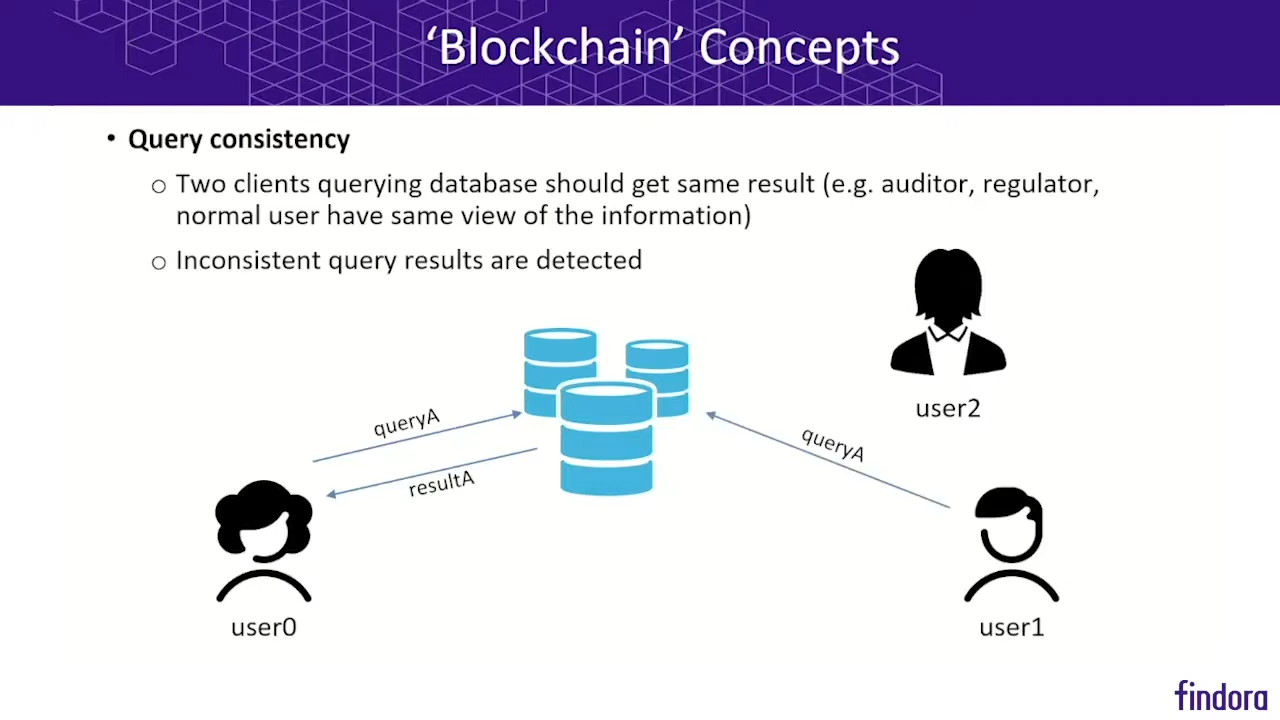 ‘Blockchain’ Concepts
• Query consistency
○ Two clients querying database should get same result (e.g. auditor, regulator,
normal user have same view of the information)
○ Inconsistent query results are detected
user2
queryA
queryA
resultA
user0
user1
findora